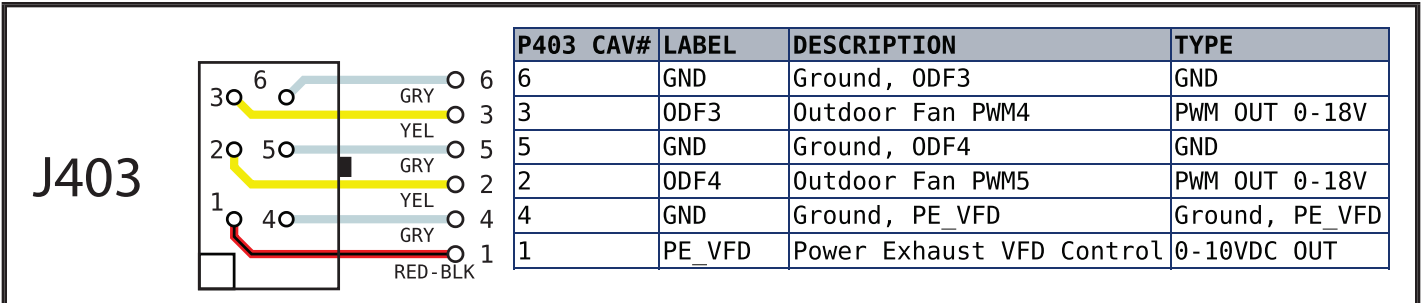 J403
6
3
2 5
1
4
6
GRY
3
YEL
5
GRY
2
YEL
4
GRY
1
RED-BLK
P403 CAV# LABEL DESCRIPTION TYPE
6 GND Ground, ODF3 GND
3 ODF3 Outdoor Fan PWM4 PWM OUT 0-18V
5 GND Ground, ODF4 GND
2 ODF4 Outdoor Fan PWM5 PWM OUT 0-18V
4 GND Ground, PE_VFD Ground, PE_VFD
1 PE_VFD Power Exhaust VFD Control 0-10VDC OUT